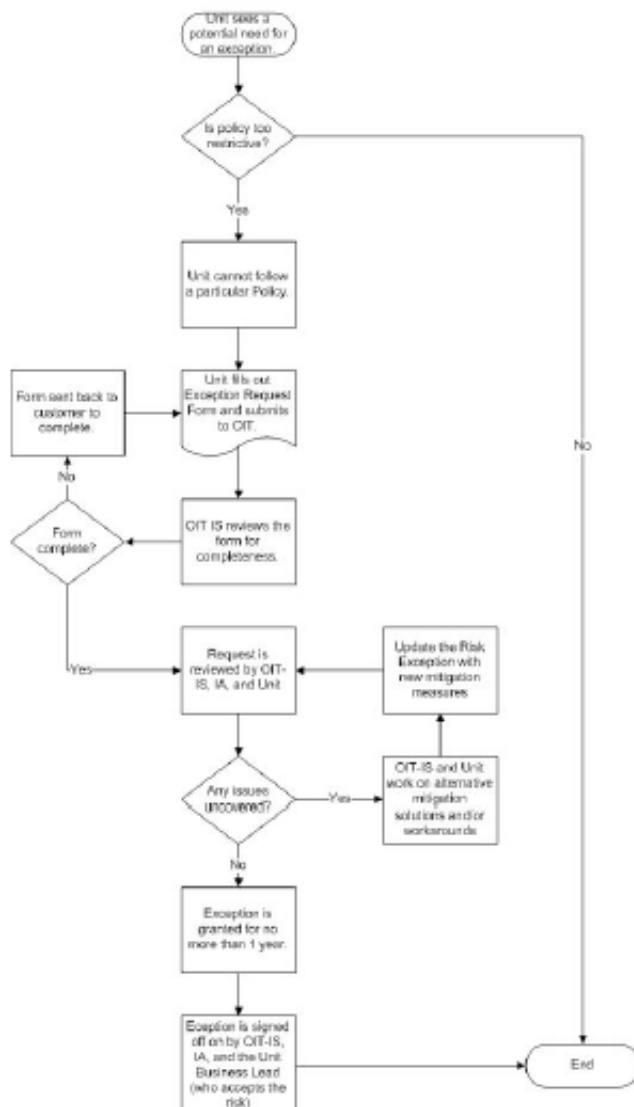 Unit sees a
potential need for
an exception.
Is policy too
restrictive?
Yes
Unit cannot follow
a particular Policy.
Form sent back to
customer to
complete.
Unit fills out
Exception Request
Form and submits
to OIT.
No
No
Form
complete?
OIT IS reviews the
form for
completeness.
Yes
Request is
reviewed by OIT-
IS, IA, and Unit
Update the Risk
Exception with
new mitigation
measures
Any issues
uncovered?
Yes
OIT-IS and Unit
work on alternative
mitigation
solutions and/or
workarounds
No
Exception is
granted for no
more than 1 year.
Eception is signed
off on by OIT-IS,
IA, and the Unit
Business Lead
(who accepts the
risk)
End